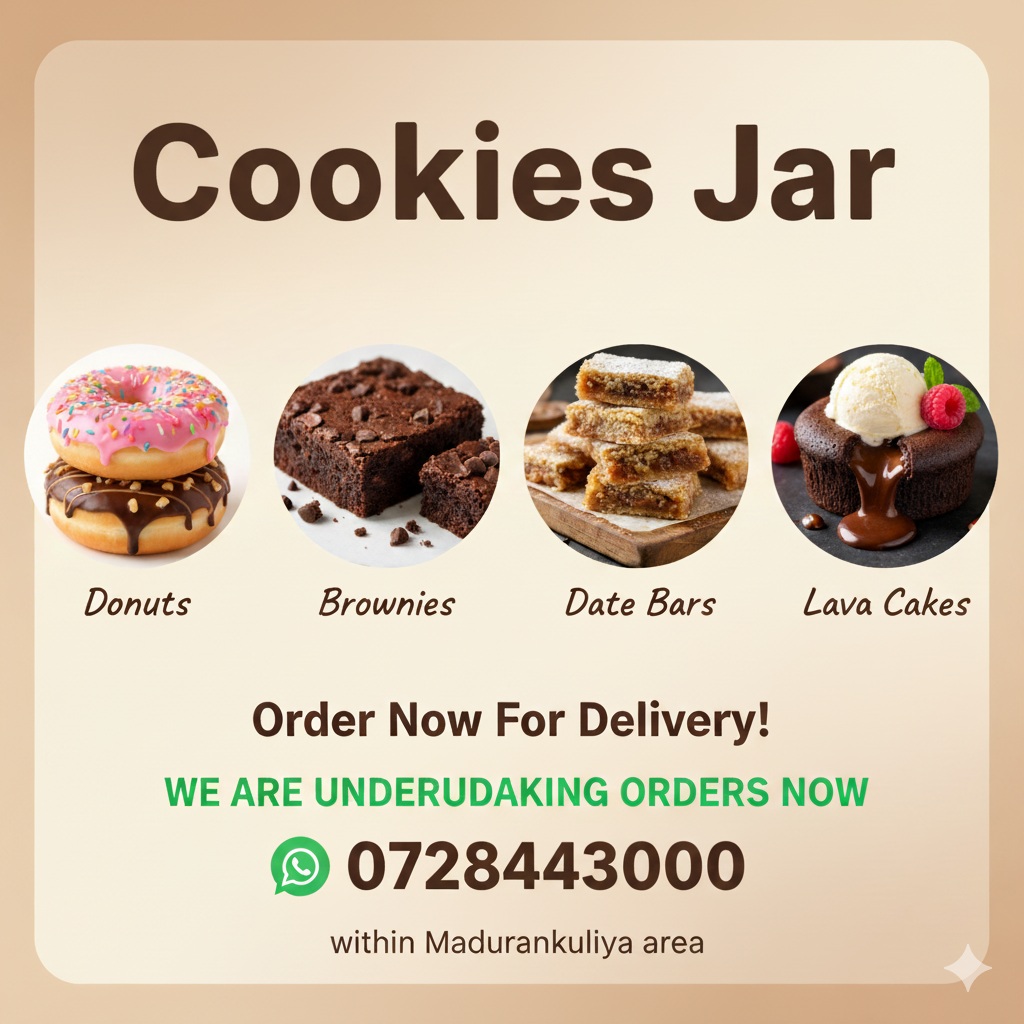 Cookies Jar
Donuts
Brownies
Date Bars
Lava Cakes
Order Now For Delivery!
WE ARE UNDERUDAKING ORDERS NOW
0728443000
within Madurankuliya area